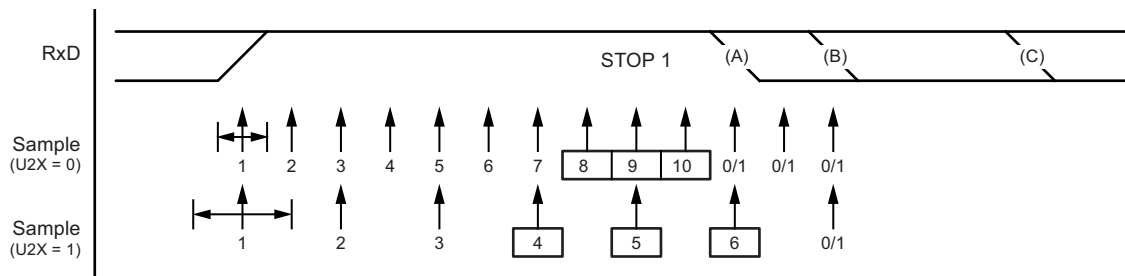 RxD STOP 1 (A) (B) (C)
Sample
(U2X = 0)
1 2 3 4 5 6 7 8 9 10 0/1 0/1 0/1
Sample
(U2X = 1)
1 2 3 4 5 6 0/1